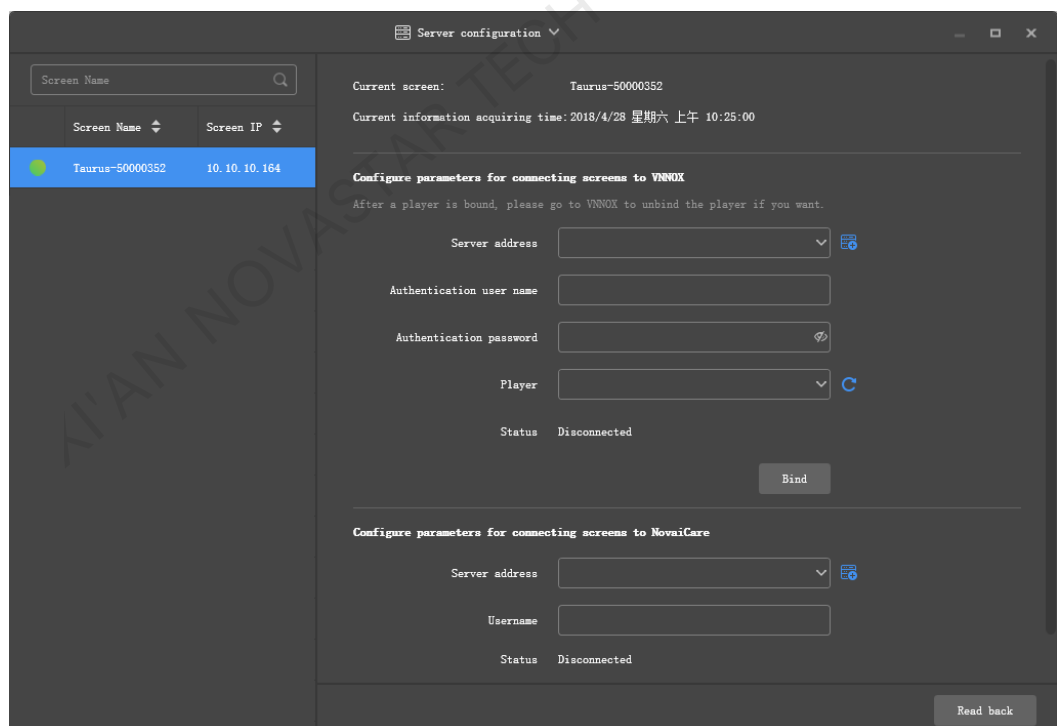 Server configuration
Screen Name
Screen Name Screen IP
Taurus-50000352 10.10.10.164
Current screen: Taurus-50000352
Current information acquiring time: 2018/4/28 星期六 上午 10:25:00
Configure parameters for connecting screens to VNNOX
After a player is bound, please go to VNNOX to unbind the player if you want.
Server address
Authentication user name
Authentication password
Player
Status Disconnected
Bind
Configure parameters for connecting screens to NovaiCare
Server address
Username
Status Disconnected
Read back
XI'AN NOVASTAR TECH